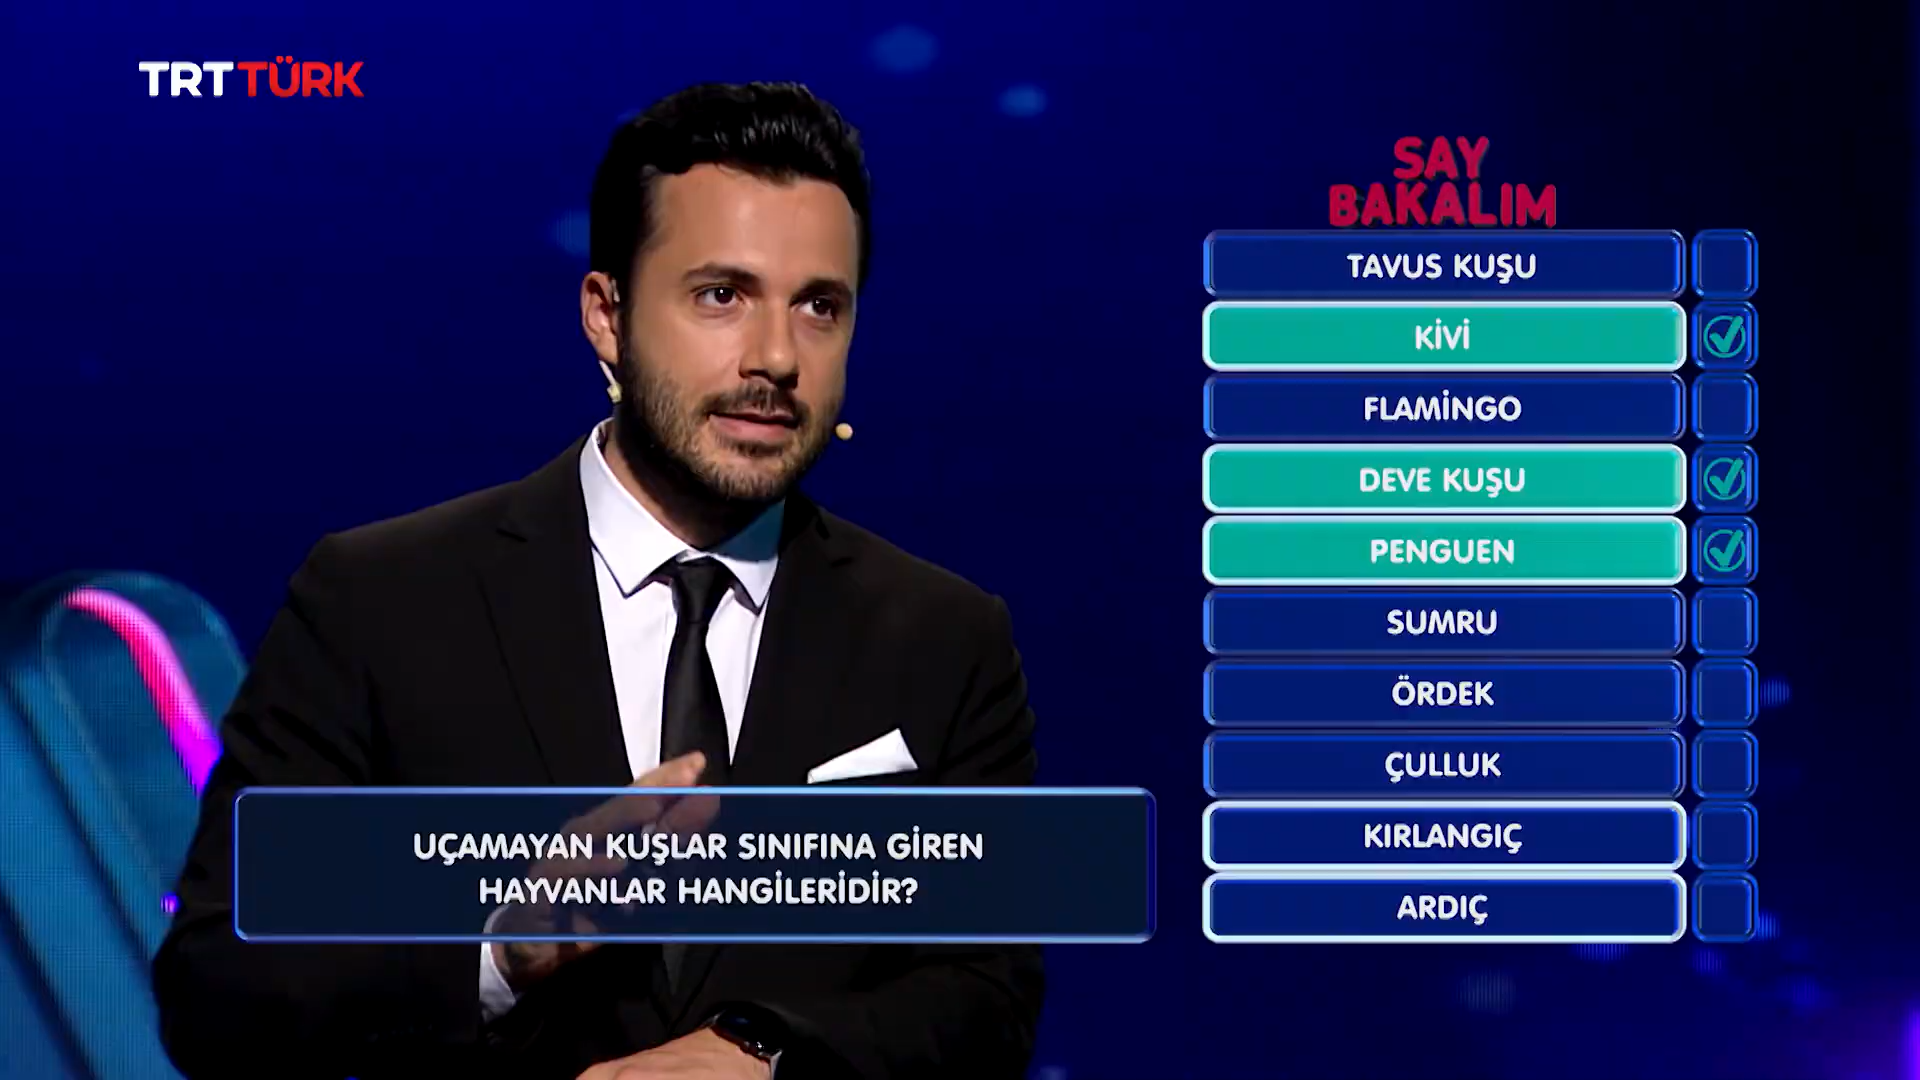 TRT TÜRK
SAY
BAKALIM
TAVUS KUŞU
KİVİ
FLAMİNGO
DEVE KUŞU
PENGUEN
SUMRU
ÖRDEK
ÇULLUK
KIRLANGIÇ
ARDIÇ
UÇAMAYAN KUŞLAR SINIFINA GİREN
HAYVANLAR HANGİLERİDİR?